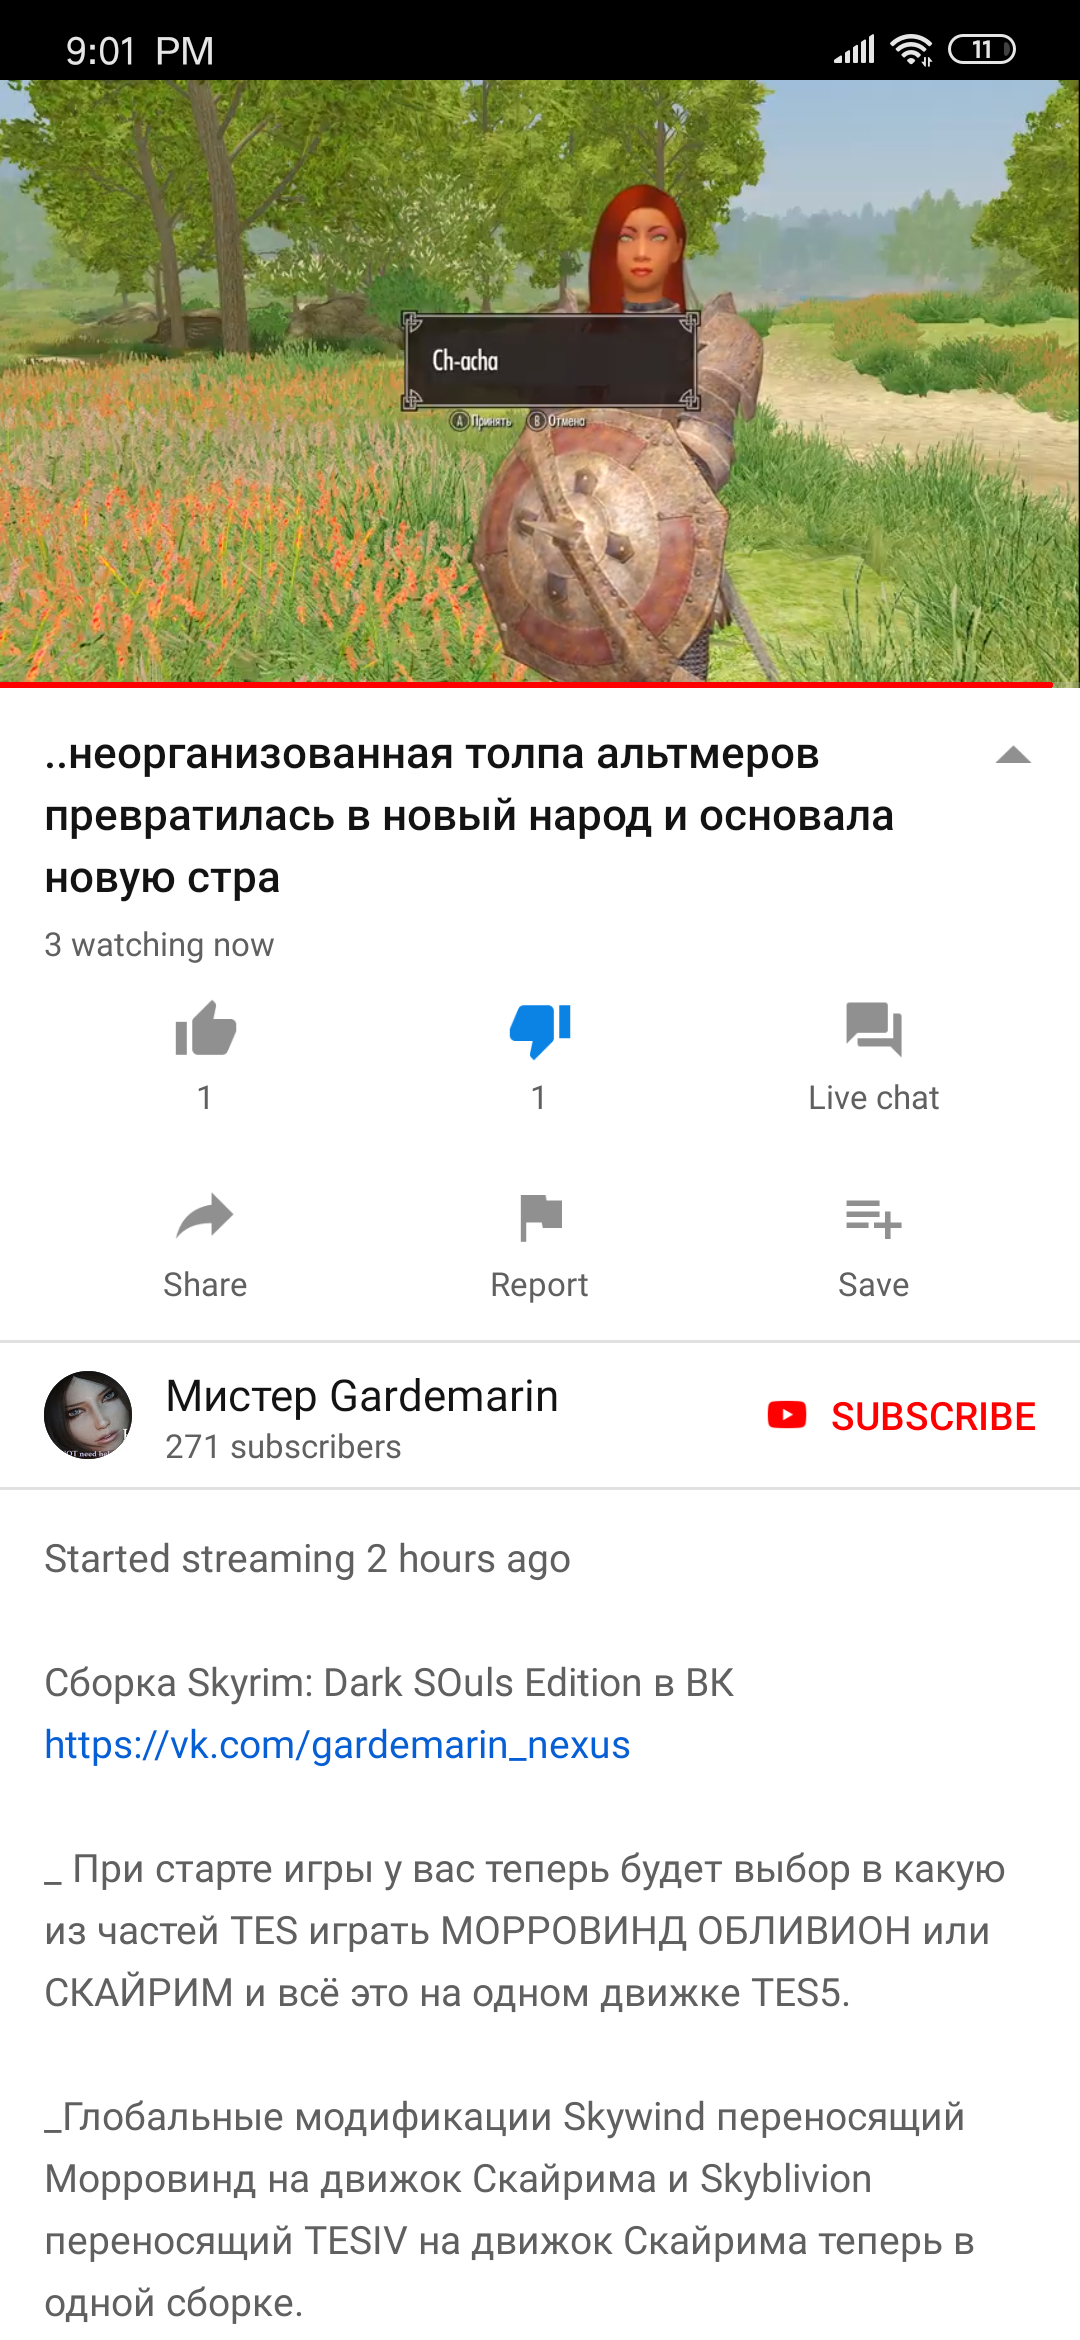 9:01 PM
11
Ch-acha
A Принять B Отмена
..неорганизованная толпа альтмеров
превратилась в новый народ и основала
новую стра
3 watching now
1
1
Live chat
Share
Report
Save
Мистер Gardemarin
SUBSCRIBE
271 subscribers
Started streaming 2 hours ago
Сборка Skyrim: Dark SOuls Edition в ВК
https://vk.com/gardemarin_nexus
_ При старте игры у вас теперь будет выбор в какую
из частей TES играть МОРРОВИНД ОБЛИВИОН или
СКАЙРИМ и всё это на одном движке TES5.
_Глобальные модификации Skywind переносящий
Морровинд на движок Скайрима и Skyblivion
переносящий TESIV на движок Скайрима теперь в
одной сборке.